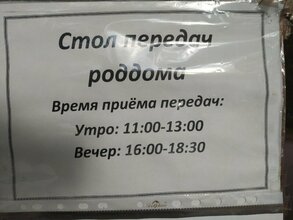 Стол передач
роддома
Время приёма передач:
Утро: 11:00-13:00
Вечер: 16:00-18:30